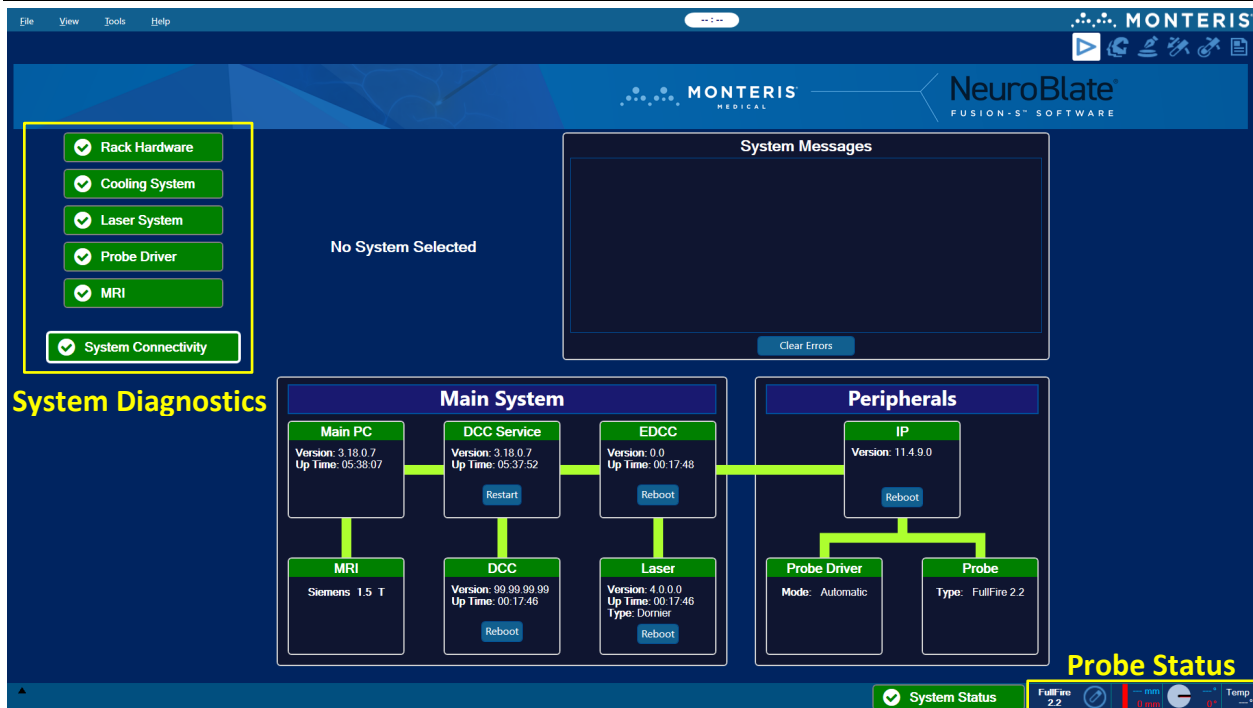 File View Tools Help
-- : --
MONTERIS
MONTERIS
MEDICAL
NeuroBlate®
FUSION-S™ SOFTWARE
Rack Hardware
Cooling System
Laser System
Probe Driver
MRI
System Connectivity
System Diagnostics
No System Selected
System Messages
Clear Errors
Main System
Main PC
Version: 3.18.0.7
Up Time: 05:38:07
DCC Service
Version: 3.18.0.7
Up Time: 05:37:52
Restart
EDCC
Version: 0.0
Up Time: 00:17:48
Reboot
MRI
Siemens 1.5 T
DCC
Version: 99.99.99.99
Up Time: 00:17:46
Reboot
Laser
Version: 4.0.0.0
Up Time: 00:17:46
Type: Dornier
Reboot
Peripherals
IP
Version: 11.4.9.0
Reboot
Probe Driver
Mode: Automatic
Probe
Type: FullFire 2.2
Probe Status
System Status
FullFire
2.2
--- mm
0 mm
---°
0°
Temp
---°